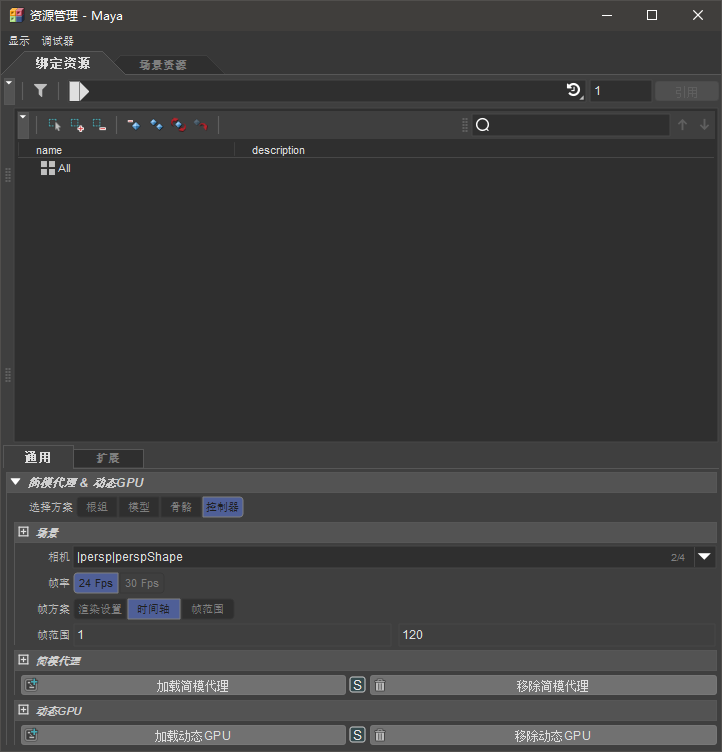 资源管理 - Maya
显示 调试器
绑定资源 场景资源
1 引用
name description
All
通用 扩展
简模代理 & 动态GPU
选择方案 根组 模型 骨骼 控制器
场景
相机 |persp|perspShape 2/4
帧率 24 Fps 30 Fps
帧方案 渲染设置 时间轴 帧范围
帧范围 1 120
简模代理
加载简模代理 S 移除简模代理
动态GPU
加载动态GPU S 移除动态GPU